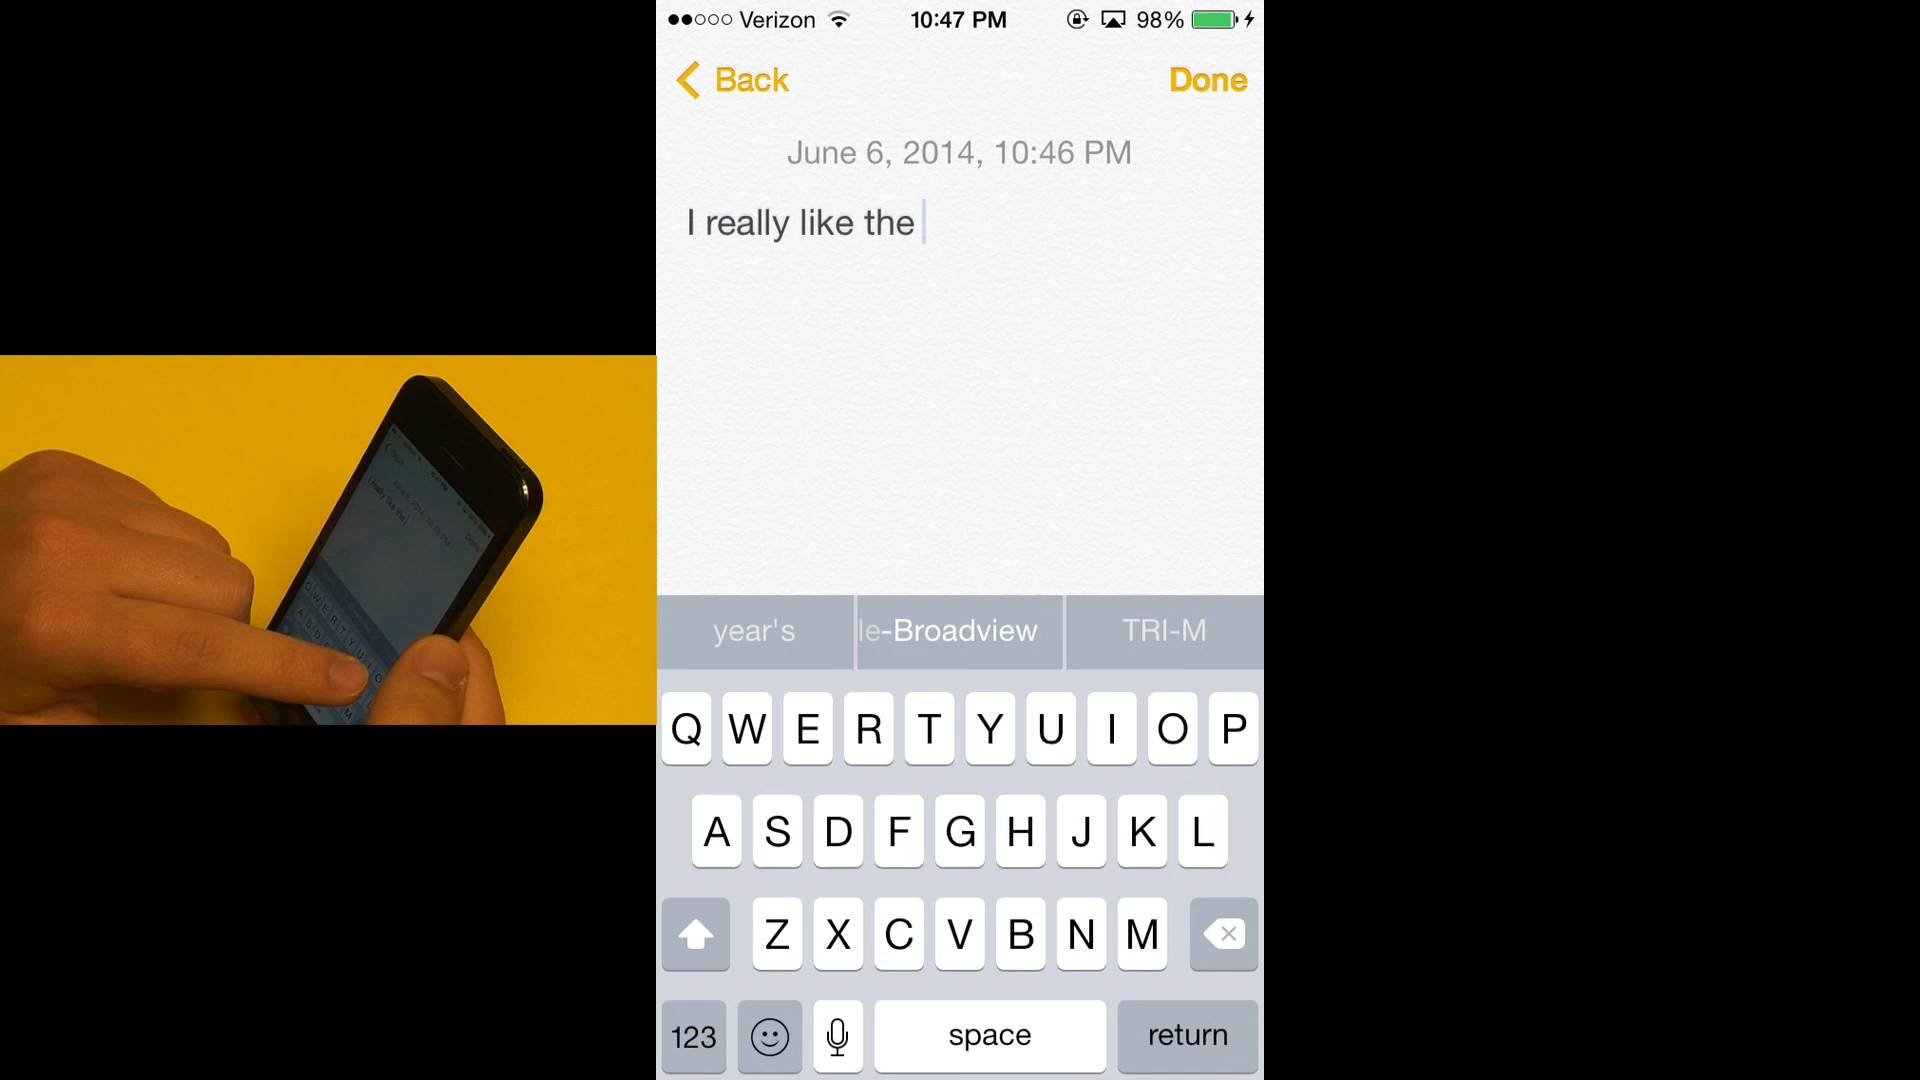 Verizon 10:47 PM 98%
Back Done
June 6, 2014, 10:46 PM
I really like the
year's le-Broadview TRI-M
Q W E R T Y U I O P
A S D F G H J K L
Z X C V B N M
123 space return